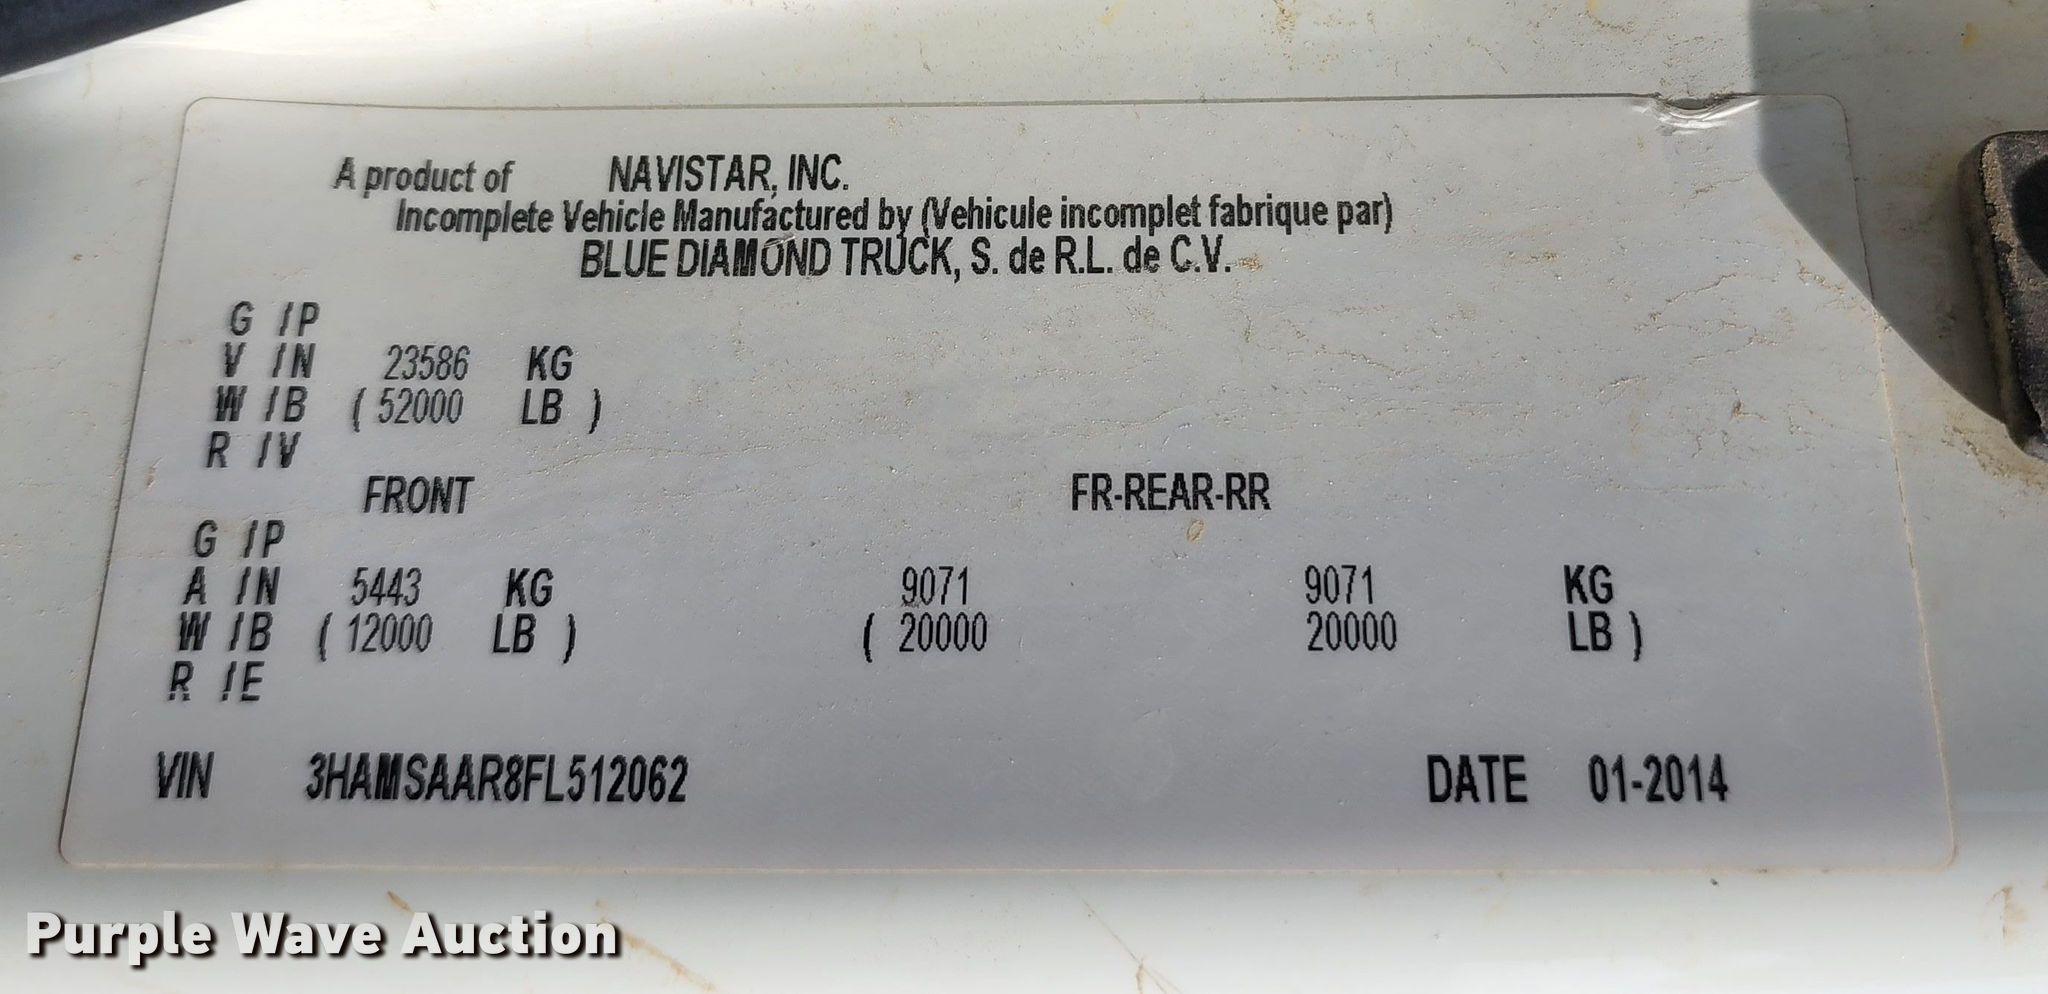 A product of NAVISTAR, INC.
Incomplete Vehicle Manufactured by (Vehicule incomplet fabrique par)
BLUE DIAMOND TRUCK, S. de R.L. de C.V.
G /P
V /N 23586 KG
W /B ( 52000 LB )
R /V
FRONT FR-REAR-RR
G /P
A /N 5443 KG 9071 9071 KG
W /B ( 12000 LB ) ( 20000 20000 LB )
R /E
VIN 3HAMSAAR8FL512062 DATE 01-2014
Purple Wave Auction